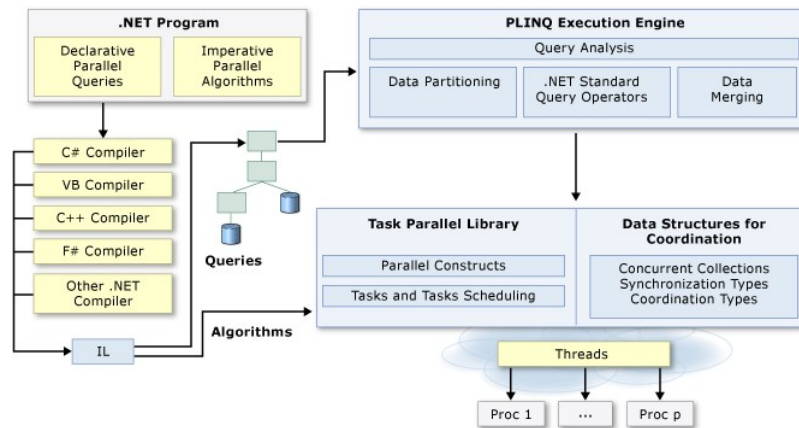 .NET Program
Declarative
Parallel
Queries
Imperative
Parallel
Algorithms
C# Compiler
VB Compiler
C++ Compiler
F# Compiler
Other .NET
Compiler
IL
Queries
Algorithms
PLINQ Execution Engine
Query Analysis
Data Partitioning
.NET Standard
Query Operators
Data
Merging
Task Parallel Library
Parallel Constructs
Tasks and Tasks Scheduling
Data Structures for
Coordination
Concurrent Collections
Synchronization Types
Coordination Types
Threads
Proc 1
...
Proc p